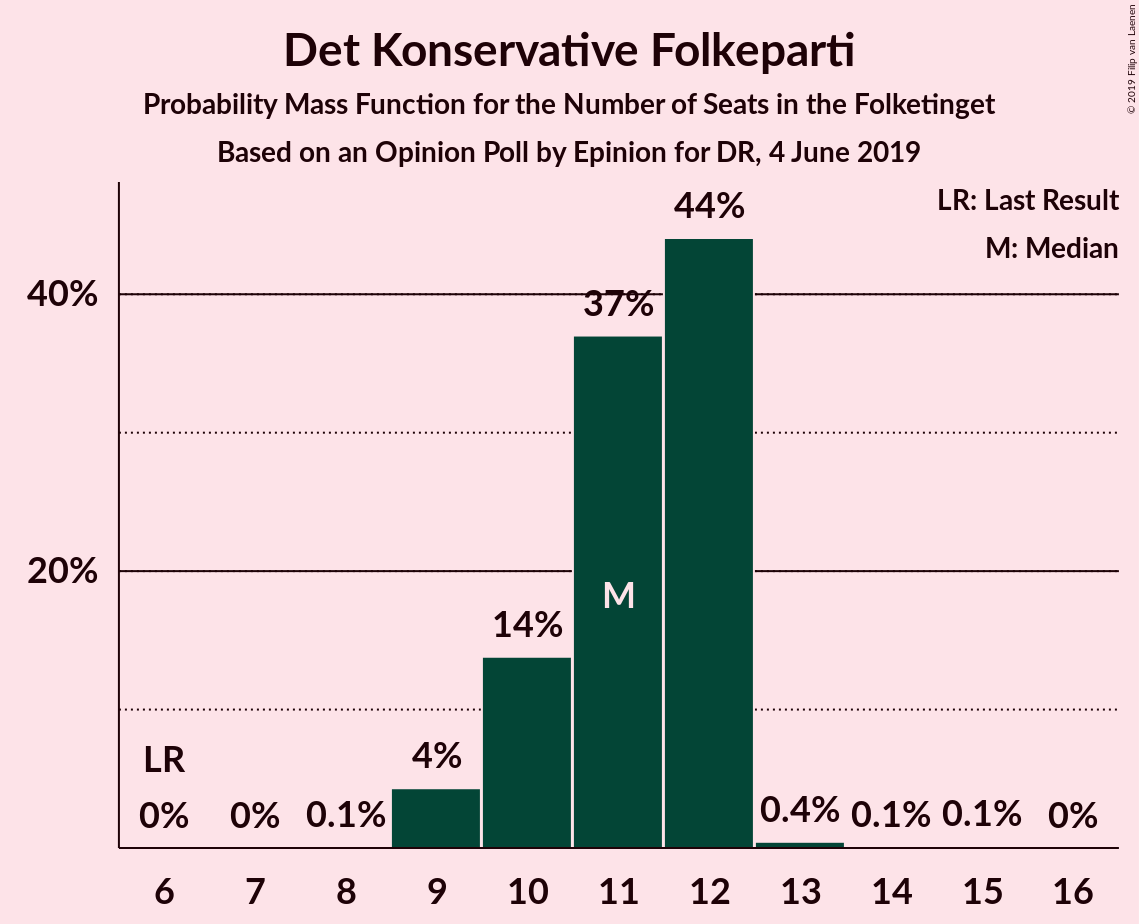 Det Konservative Folkeparti
Probability Mass Function for the Number of Seats in the Folketinget
Based on an Opinion Poll by Epinion for DR, 4 June 2019
© 2019 Filip van Laenen
LR: Last Result
M: Median
44%
40%
37%
20%
M
14%
LR
4%
0%
0%
0.1%
0.4%
0.1%
0.1%
0%
6 7 8 9 10 11 12 13 14 15 16